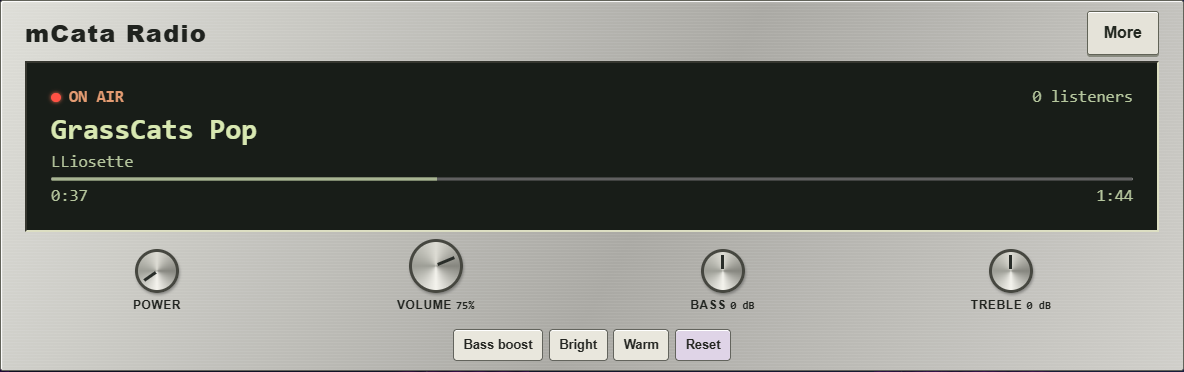 mCata Radio
More
ON AIR
0 listeners
GrassCats Pop
LLiosette
0:37
1:44
POWER
VOLUME 75%
BASS 0 dB
TREBLE 0 dB
Bass boost
Bright
Warm
Reset